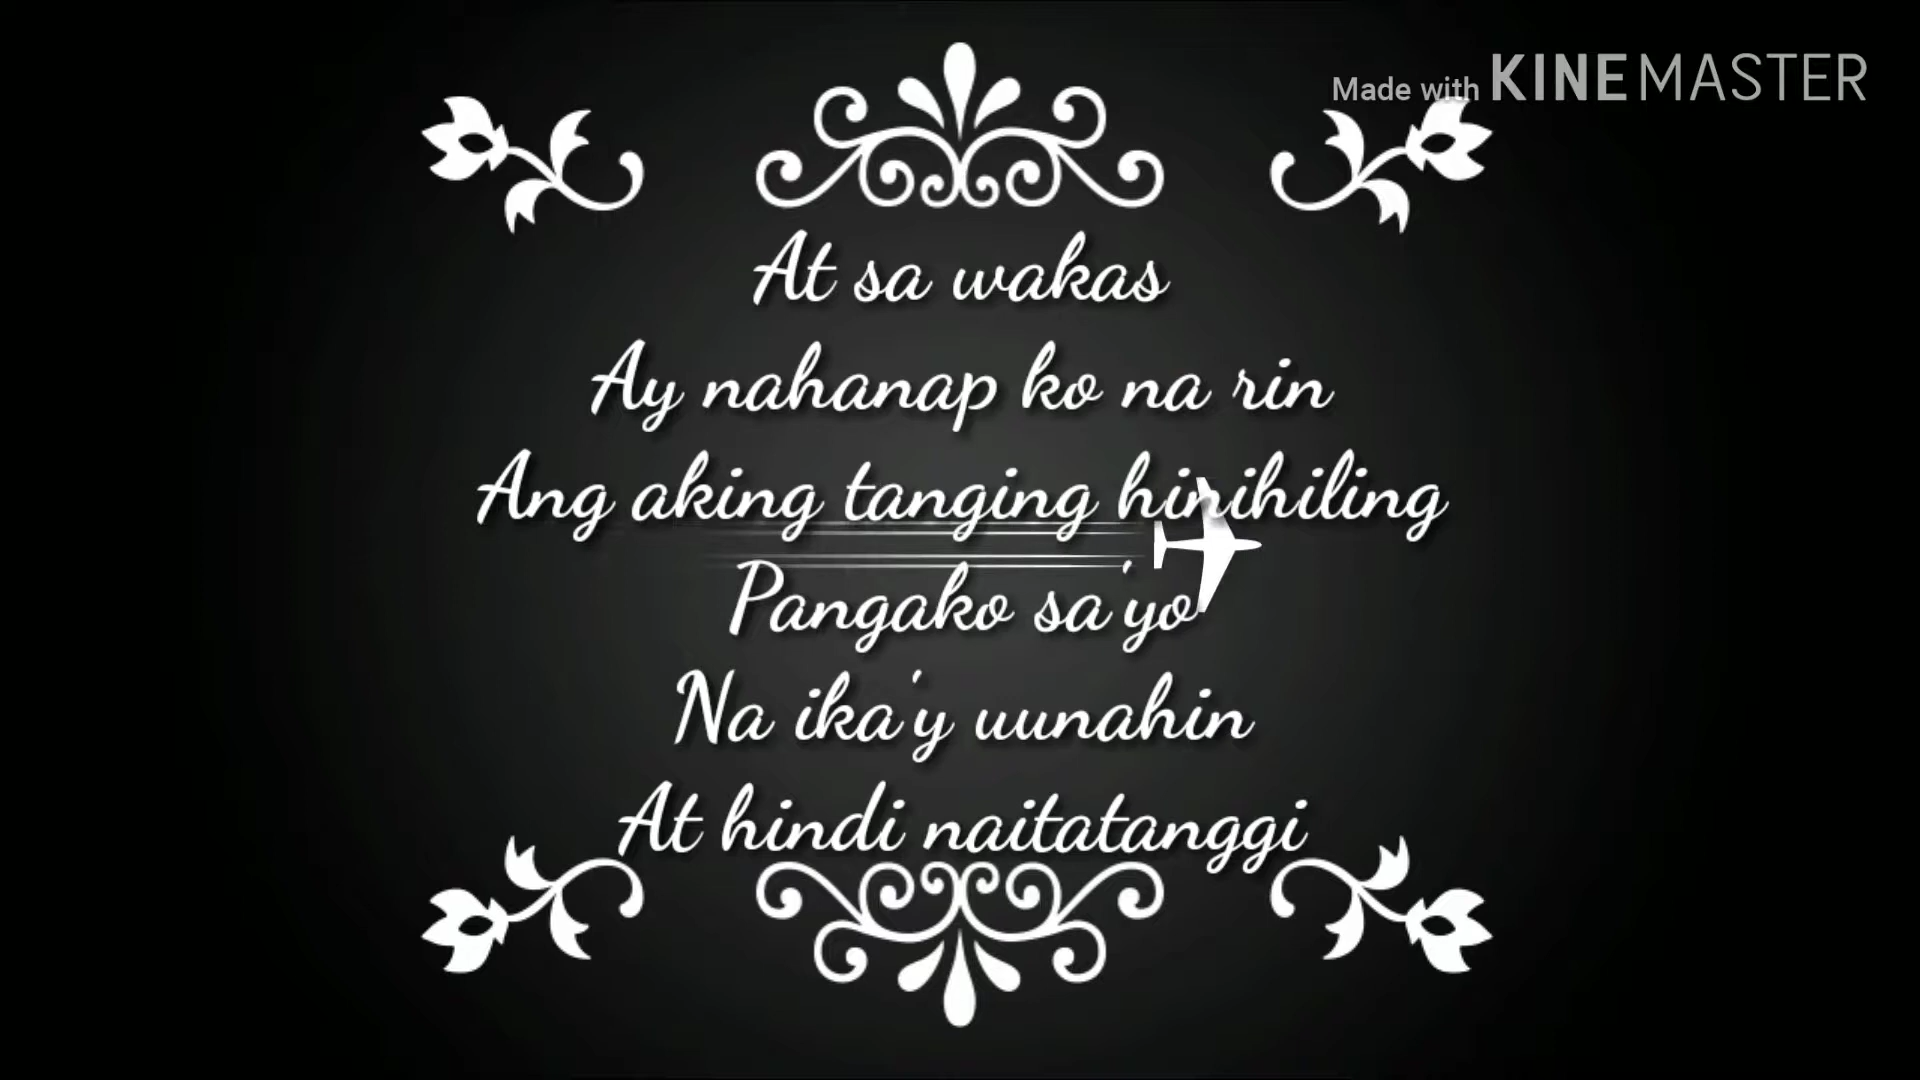 Made with KINEMASTER
At sa wakas
Ay nahanap ko na rin
Ang aking tanging hinihiling
Pangako sa'yo
Na ika'y uunahin
At hindi naitatanggi